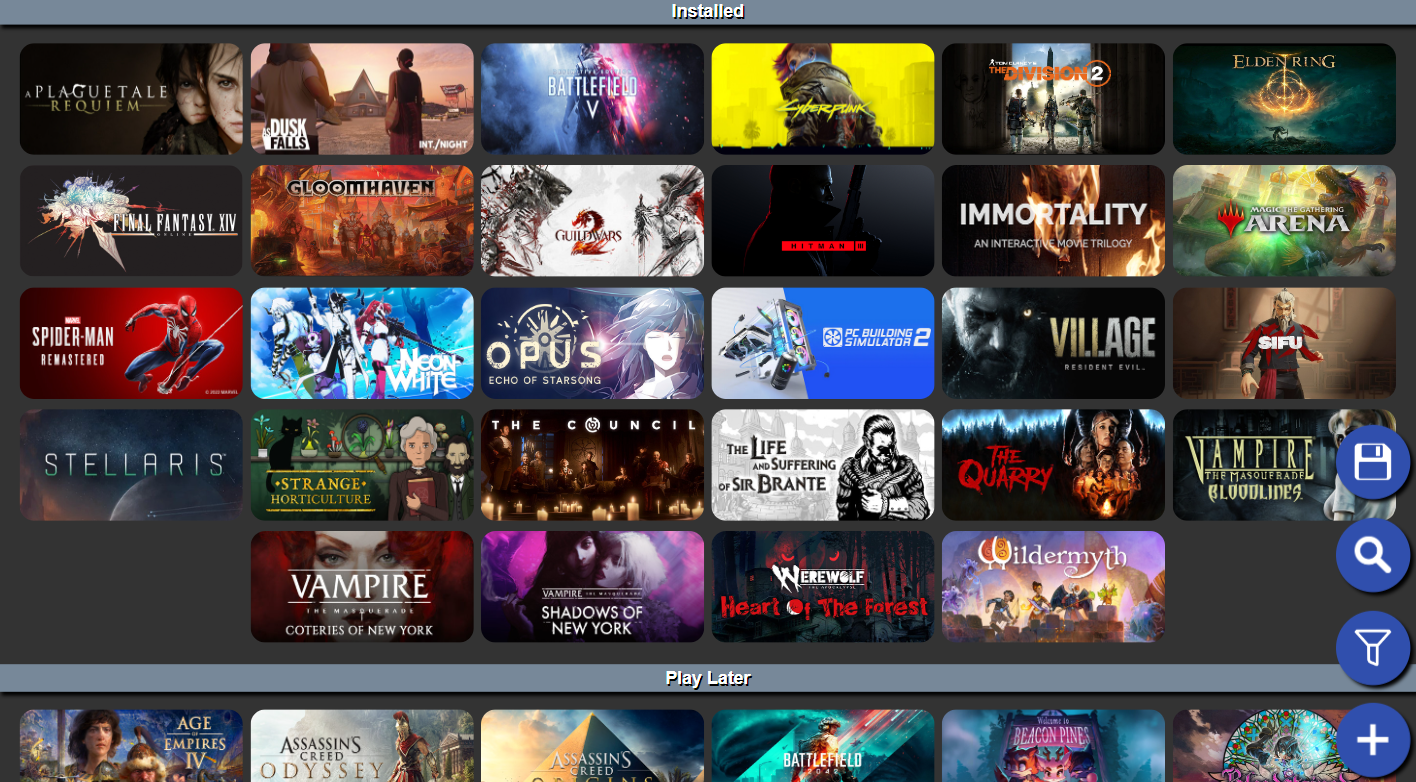 Installed
A PLAGUE TALE
REQUIEM
AS DUSK
FALLS
INT./NIGHT
BATTLEFIELD
V
CYBERPUNK
TOM CLANCY'S
THE DIVISION 2
ELDEN RING
FINAL FANTASY XIV
ONLINE
GLOOMHAVEN
GUILD WARS
2
HITMAN III
IMMORTALITY
AN INTERACTIVE MOVIE TRILOGY
MAGIC THE GATHERING
ARENA
MARVEL
SPIDER-MAN
REMASTERED
© 2020 MARVEL
NEON
WHITE
OPUS
ECHO OF STARSONG
PC BUILDING
SIMULATOR 2
VILLAGE
RESIDENT EVIL
SIFU
STELLARIS
STRANGE
HORTICULTURE
THE COUNCIL
THE LIFE
AND SUFFERING
OF SIR BRANTE
THE
QUARRY
VAMPIRE
THE MASQUERADE
BLOODLINES
VAMPIRE
THE MASQUERADE
COTERIES OF NEW YORK
VAMPIRE THE MASQUERADE
SHADOWS OF
NEW YORK
WEREWOLF
THE APOCALYPSE
Heart Of The Forest
Wildermyth
Play Later
AGE
OF
EMPIRES
IV
ASSASSIN'S
CREED
ODYSSEY
ASSASSIN'S
CREED
ORIGINS
BATTLEFIELD
2042
Welcome to
BEACON PINES